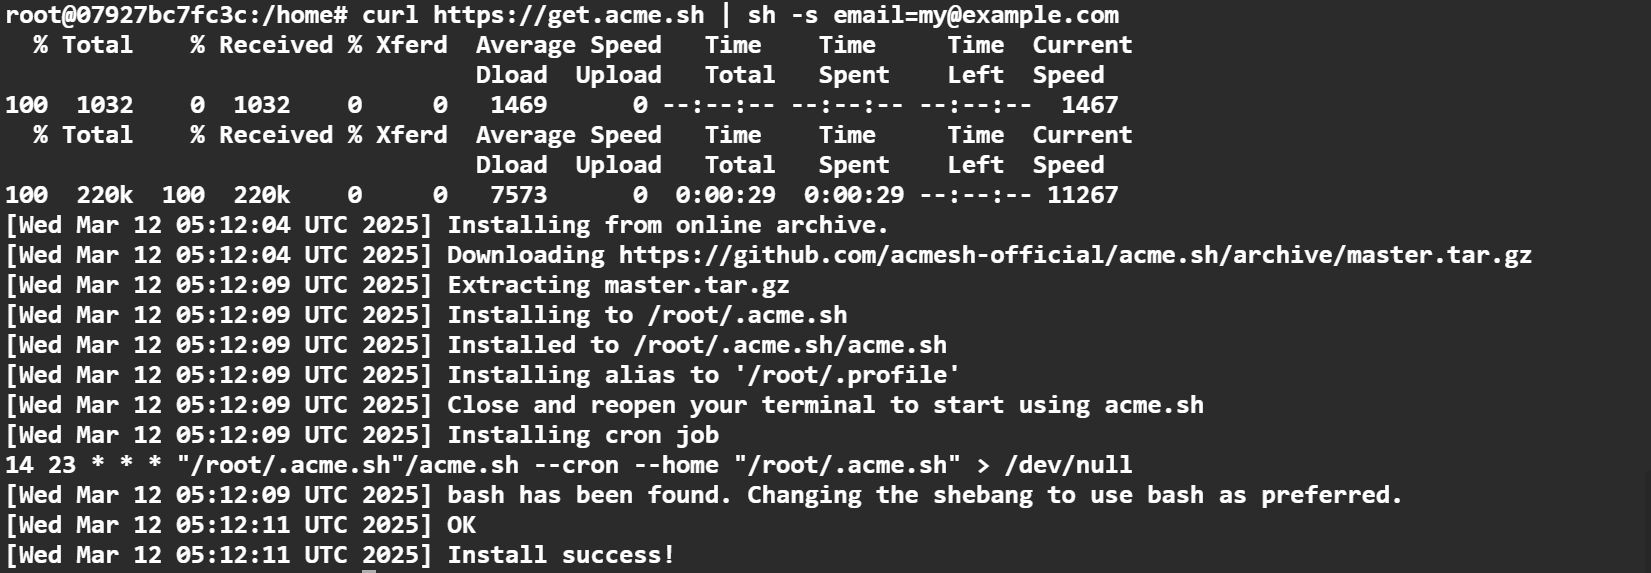 root@07927bc7fc3c:/home# curl https://get.acme.sh | sh -s email=my@example.com
  % Total    % Received % Xferd  Average Speed   Time    Time     Time  Current
                                 Dload  Upload   Total   Spent    Left  Speed
100  1032    0  1032    0     0   1469      0 --:--:-- --:--:-- --:--:--  1467
  % Total    % Received % Xferd  Average Speed   Time    Time     Time  Current
                                 Dload  Upload   Total   Spent    Left  Speed
100  220k  100  220k    0     0   7573      0  0:00:29  0:00:29 --:--:-- 11267
[Wed Mar 12 05:12:04 UTC 2025] Installing from online archive.
[Wed Mar 12 05:12:04 UTC 2025] Downloading https://github.com/acmesh-official/acme.sh/archive/master.tar.gz
[Wed Mar 12 05:12:09 UTC 2025] Extracting master.tar.gz
[Wed Mar 12 05:12:09 UTC 2025] Installing to /root/.acme.sh
[Wed Mar 12 05:12:09 UTC 2025] Installed to /root/.acme.sh/acme.sh
[Wed Mar 12 05:12:09 UTC 2025] Installing alias to '/root/.profile'
[Wed Mar 12 05:12:09 UTC 2025] Close and reopen your terminal to start using acme.sh
[Wed Mar 12 05:12:09 UTC 2025] Installing cron job
14 23 * * * "/root/.acme.sh"/acme.sh --cron --home "/root/.acme.sh" > /dev/null
[Wed Mar 12 05:12:09 UTC 2025] bash has been found. Changing the shebang to use bash as preferred.
[Wed Mar 12 05:12:11 UTC 2025] OK
[Wed Mar 12 05:12:11 UTC 2025] Install success!